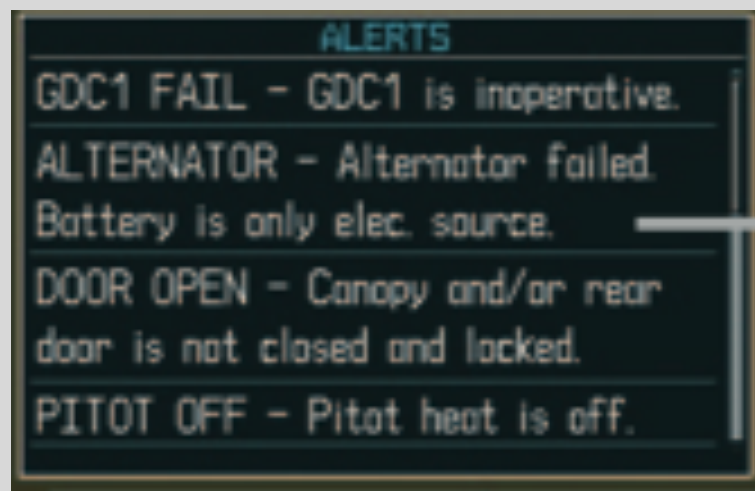 ALERTS
GDC1 FAIL – GDC1 is inoperative.
ALTERNATOR – Alternator failed.
Battery is only elec. source.
DOOR OPEN – Canopy and/or rear
door is not closed and locked.
PITOT OFF – Pitot heat is off.